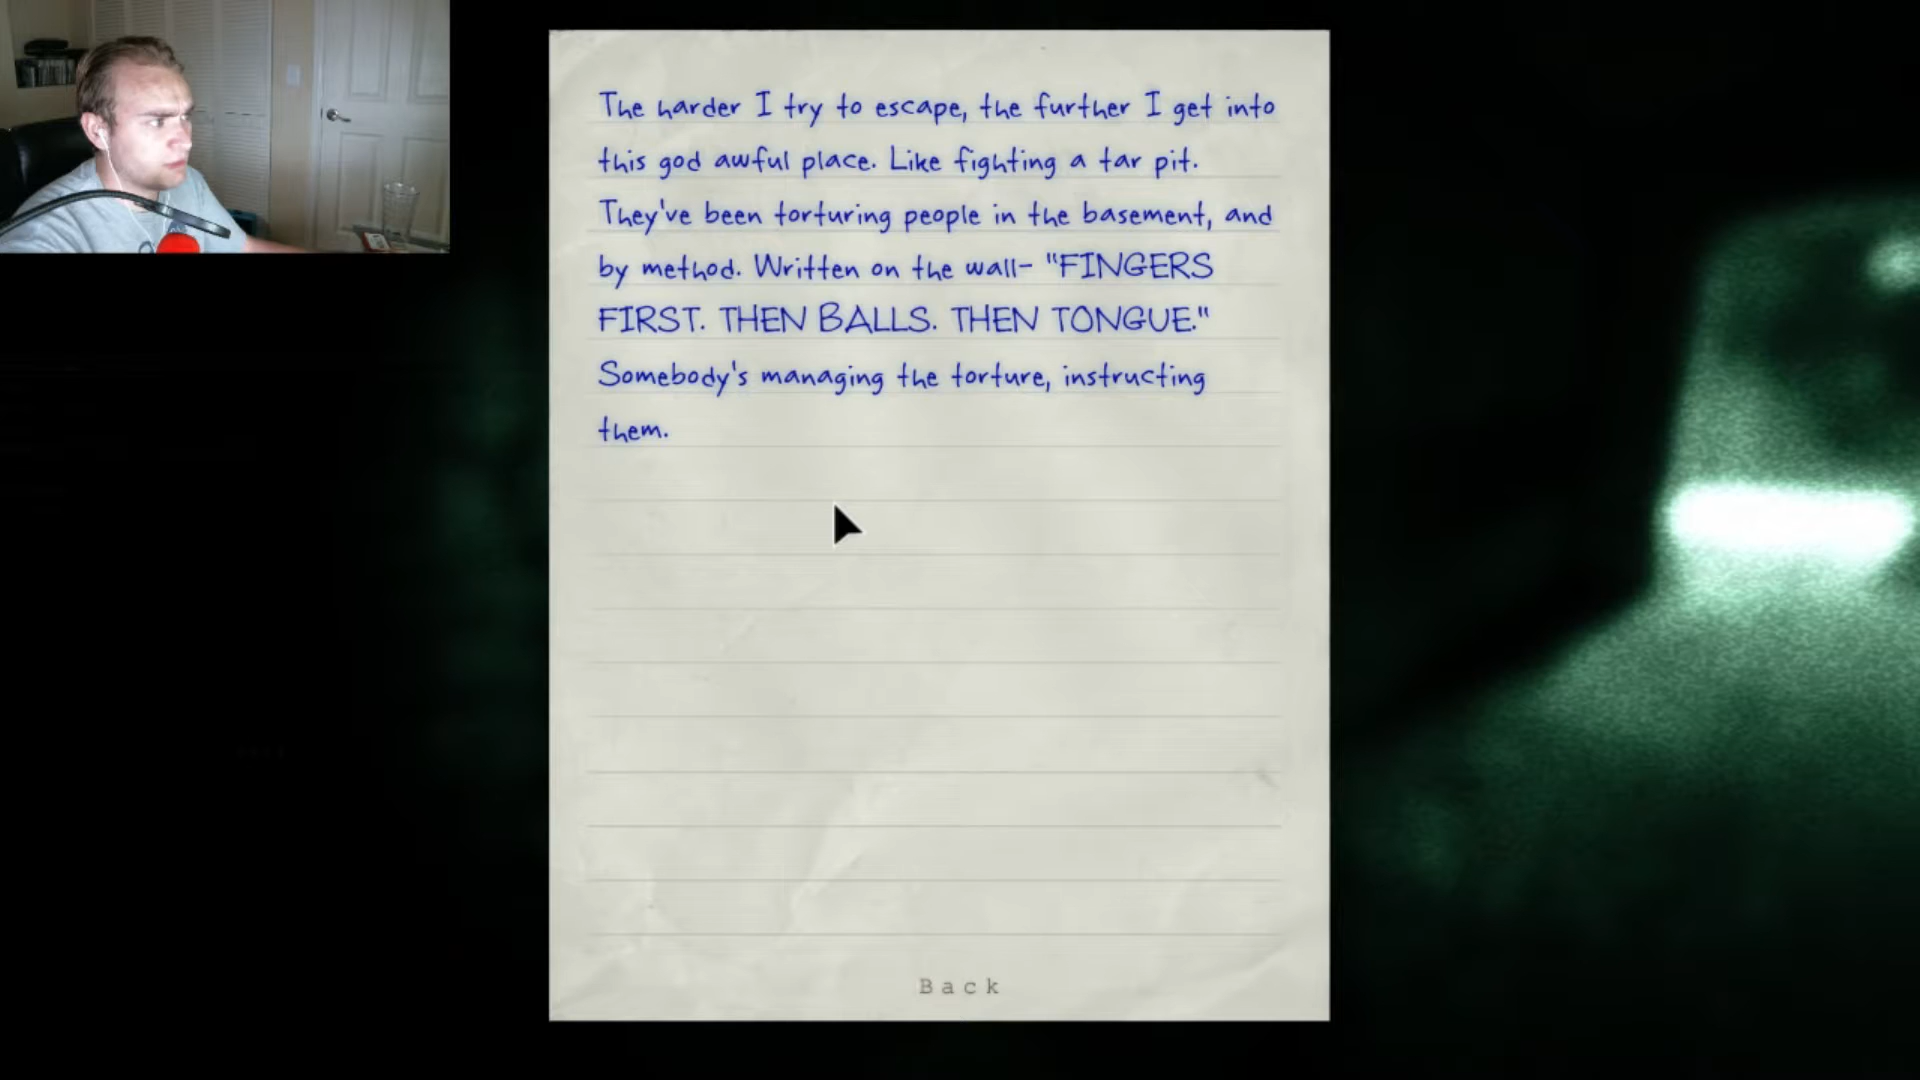 The harder I try to escape, the further I get into
this god awful place. Like fighting a tar pit.
They've been torturing people in the basement, and
by method. Written on the wall- "FINGERS
FIRST. THEN BALLS. THEN TONGUE."
Somebody's managing the torture, instructing
them.
Back